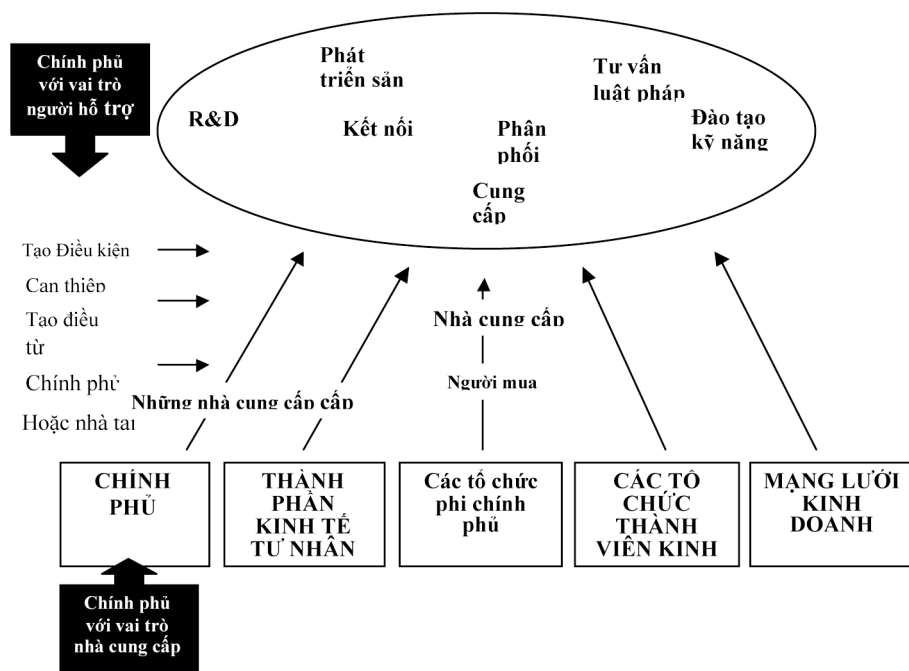 Chính phủ
với vai trò
người hỗ trợ
Phát
triển sản
Tư vấn
luật pháp
R&D
Kết nối
Phân
phối
Đào tạo
kỹ năng
Cung
cấp
Tạo Điều kiện
Can thiệp
Tạo điều
từ
Chính phủ
Hoặc nhà tài
Nhà cung cấp
Người mua
Những nhà cung cấp cấp
CHÍNH
PHỦ
THÀNH
PHẦN
KINH TẾ
TƯ NHÂN
Các tổ chức
phi chính
phủ
CÁC TỔ
CHỨC
THÀNH
VIÊN KINH
MẠNG LƯỚI
KINH
DOANH
Chính phủ
với vai trò
nhà cung cấp